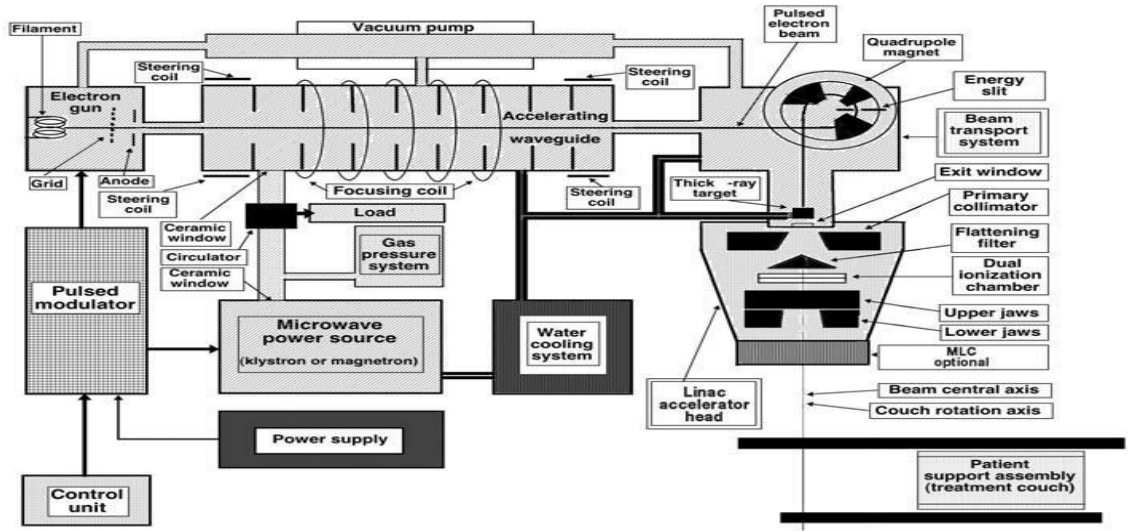 Filament
Vacuum pump
Pulsed
electron
beam
Quadrupole
magnet
Steering
coil
Steering
coil
Energy
slit
Electron
gun
Accelerating
waveguide
Beam
transport
system
Grid
Anode
Steering
coil
Focusing coil
Steering
coil
Thick -ray
target
Exit window
Primary
collimator
Load
Ceramic
window
Circulator
Ceramic
window
Gas
pressure
system
Flattening
filter
Dual
ionization
chamber
Pulsed
modulator
Microwave
power source
(klystron or magnetron)
Water
cooling
system
Upper jaws
Lower jaws
MLC
optional
Linac
accelerator
head
Beam central axis
Couch rotation axis
Power supply
Control
unit
Patient
support assembly
(treatment couch)